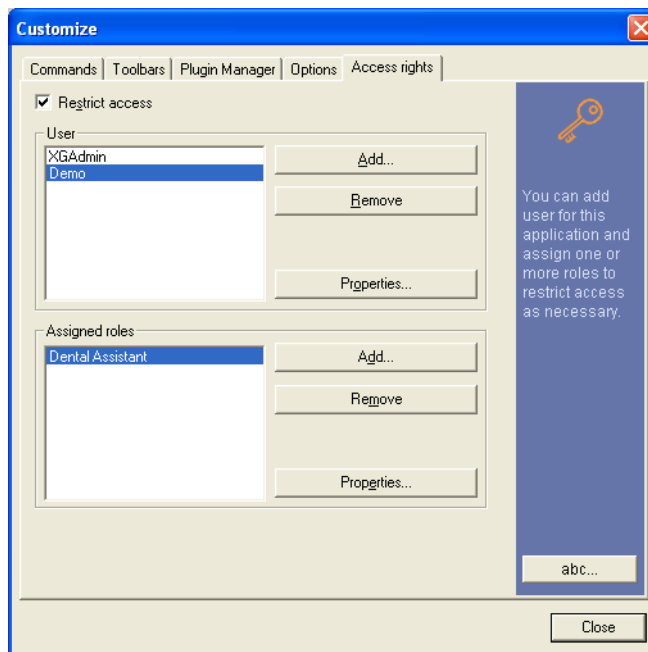 Customize
Commands Toolbars Plugin Manager Options Access rights
Restrict access
User
XGAdmin
Demo
Add...
Remove
Properties...
Assigned roles
Dental Assistant
Add...
Remove
Properties...
You can add
user for this
application and
assign one or
more roles to
restrict access
as necessary.
abc...
Close